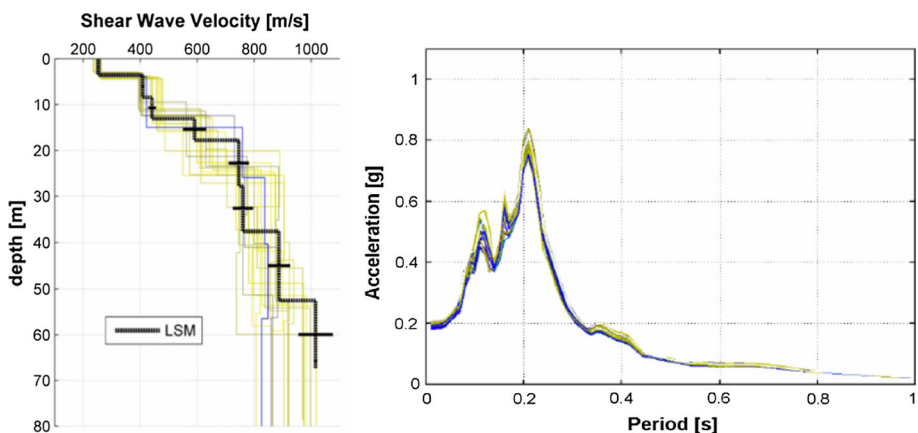 Shear Wave Velocity [m/s]
200 400 600 800 1000
0
10
20
30
40
50
60
70
80
depth [m]
LSM
1
0.8
0.6
0.4
0.2
0
Acceleration [g]
0 0.2 0.4 0.6 0.8 1
Period [s]